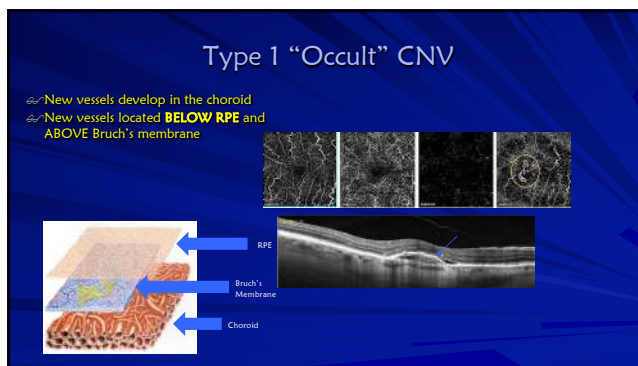 Type 1 “Occult” CNV
New vessels develop in the choroid
New vessels located BELOW RPE and
ABOVE Bruch’s membrane
RPE
Bruch’s
Membrane
Choroid